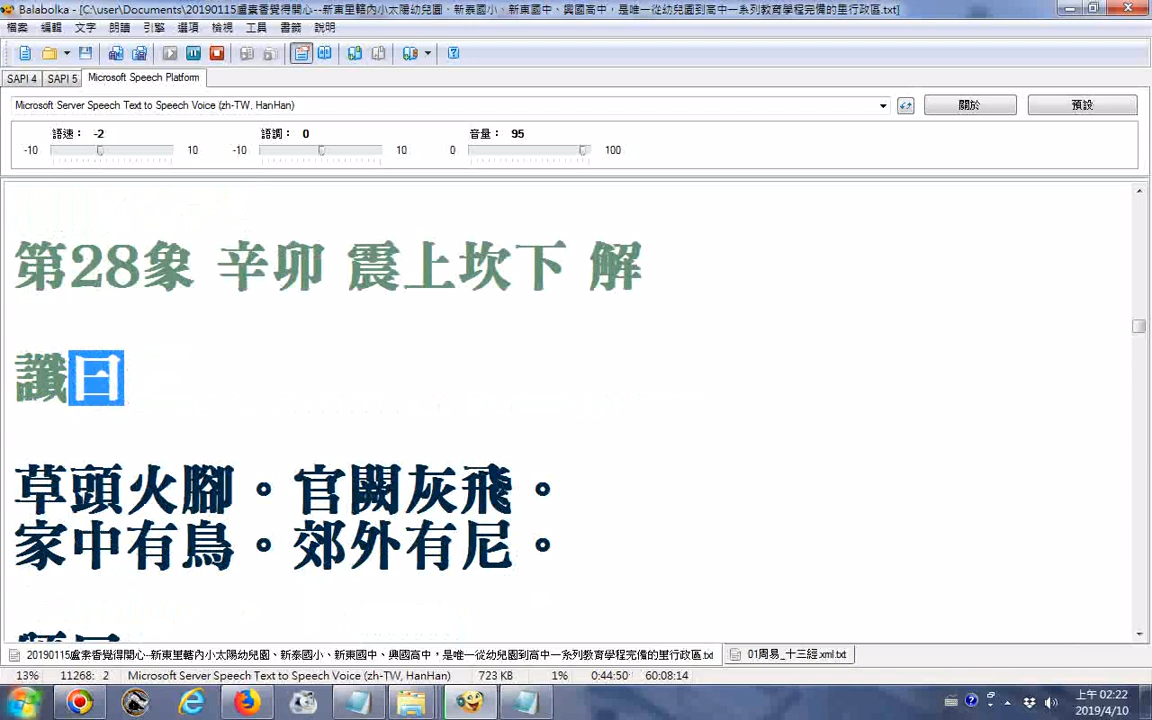 Balabolka - [C:\user\Documents\20190115盧素香覺得開心--新東里轄內小太陽幼兒園、新泰國小、新東國中、興國高中，是唯一從幼兒園到高中一系列教育學程完備的里行政區.txt]
檔案 編輯 文字 朗讀 引擎 選項 檢視 工具 書籤 說明
SAPI 4 SAPI 5 Microsoft Speech Platform
Microsoft Server Speech Text to Speech Voice (zh-TW, HanHan) 關於 預設
語速： -2 語調： 0 音量： 95
-10 10 -10 10 0 100
第28象 辛卯 震上坎下 解
讖曰
草頭火腳。官闕灰飛。
家中有鳥。郊外有尼。
20190115盧素香覺得開心--新東里轄內小太陽幼兒園、新泰國小、新東國中、興國高中，是唯一從幼兒園到高中一系列教育學程完備的里行政區.txt 01周易_十三經.xml.txt
13% 11268: 2 Microsoft Server Speech Text to Speech Voice (zh-TW, HanHan) 723 KB 1% 0:44:50 60:08:14
上午 02:22
2019/4/10